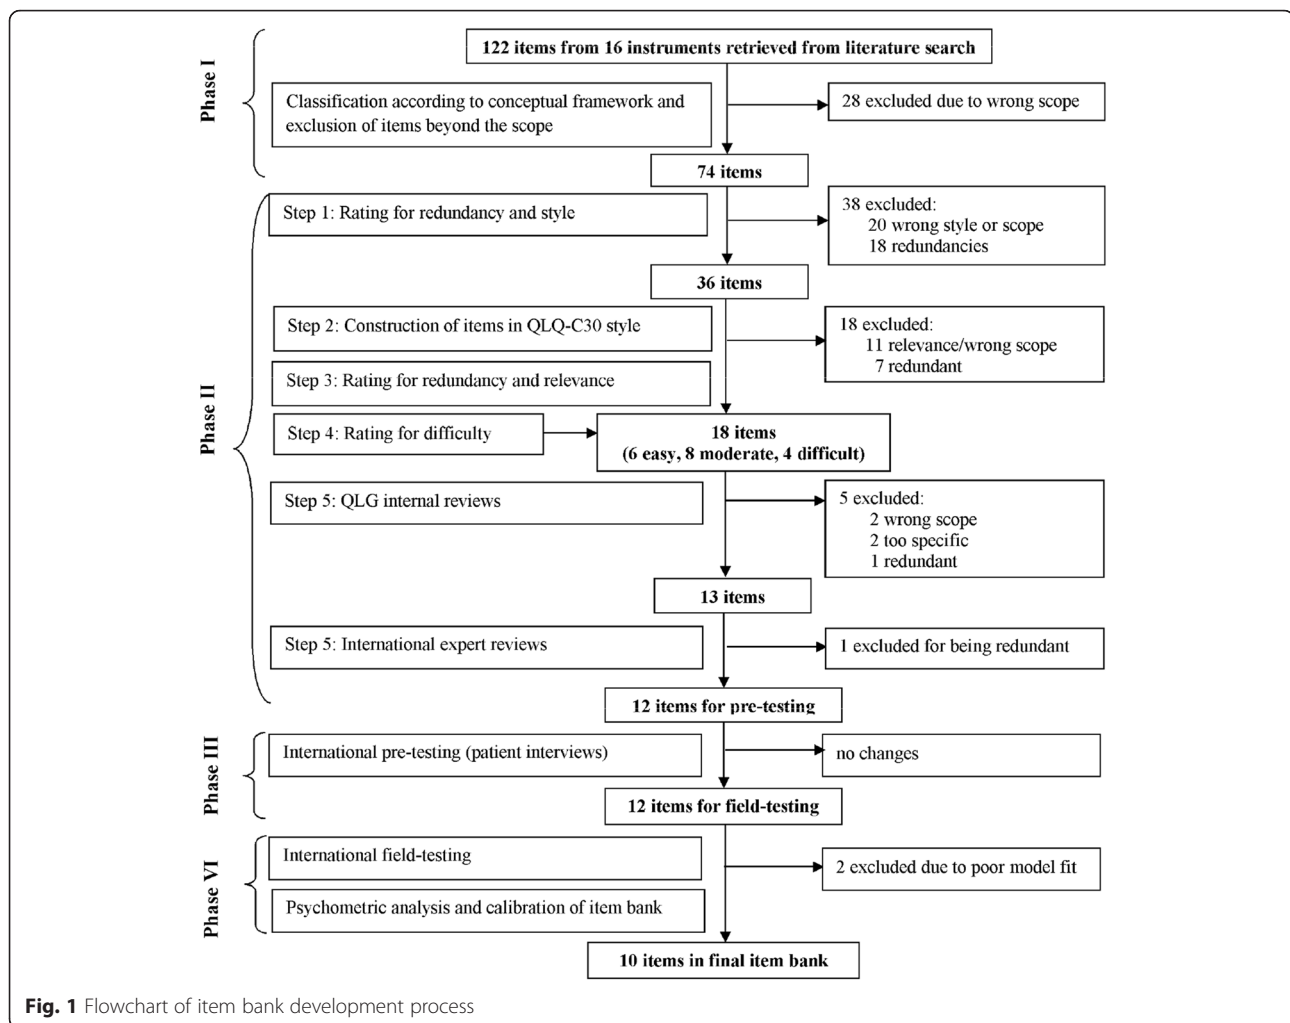 Phase I
122 items from 16 instruments retrieved from literature search
Classification according to conceptual framework and
exclusion of items beyond the scope
28 excluded due to wrong scope
74 items
Phase II
Step 1: Rating for redundancy and style
38 excluded:
20 wrong style or scope
18 redundancies
36 items
Step 2: Construction of items in QLQ-C30 style
18 excluded:
11 relevance/wrong scope
7 redundant
Step 3: Rating for redundancy and relevance
Step 4: Rating for difficulty
18 items
(6 easy, 8 moderate, 4 difficult)
Step 5: QLG internal reviews
5 excluded:
2 wrong scope
2 too specific
1 redundant
13 items
Step 5: International expert reviews
1 excluded for being redundant
12 items for pre-testing
Phase III
International pre-testing (patient interviews)
no changes
12 items for field-testing
Phase VI
International field-testing
2 excluded due to poor model fit
Psychometric analysis and calibration of item bank
10 items in final item bank
Fig. 1 Flowchart of item bank development process